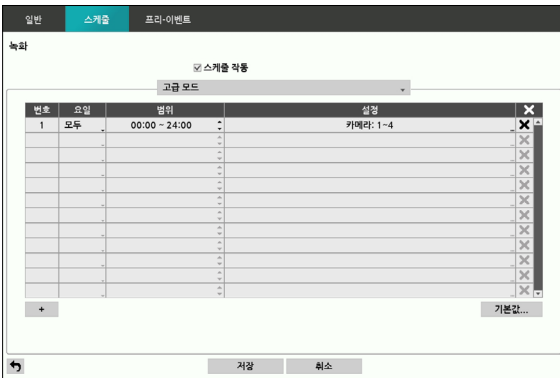 일반 스케줄 프리-이벤트
녹화
스케줄 작동
고급 모드
번호 요일 범위 설정
1 모두 00:00 ~ 24:00 카메라: 1~4
+ 기본값...
저장 취소